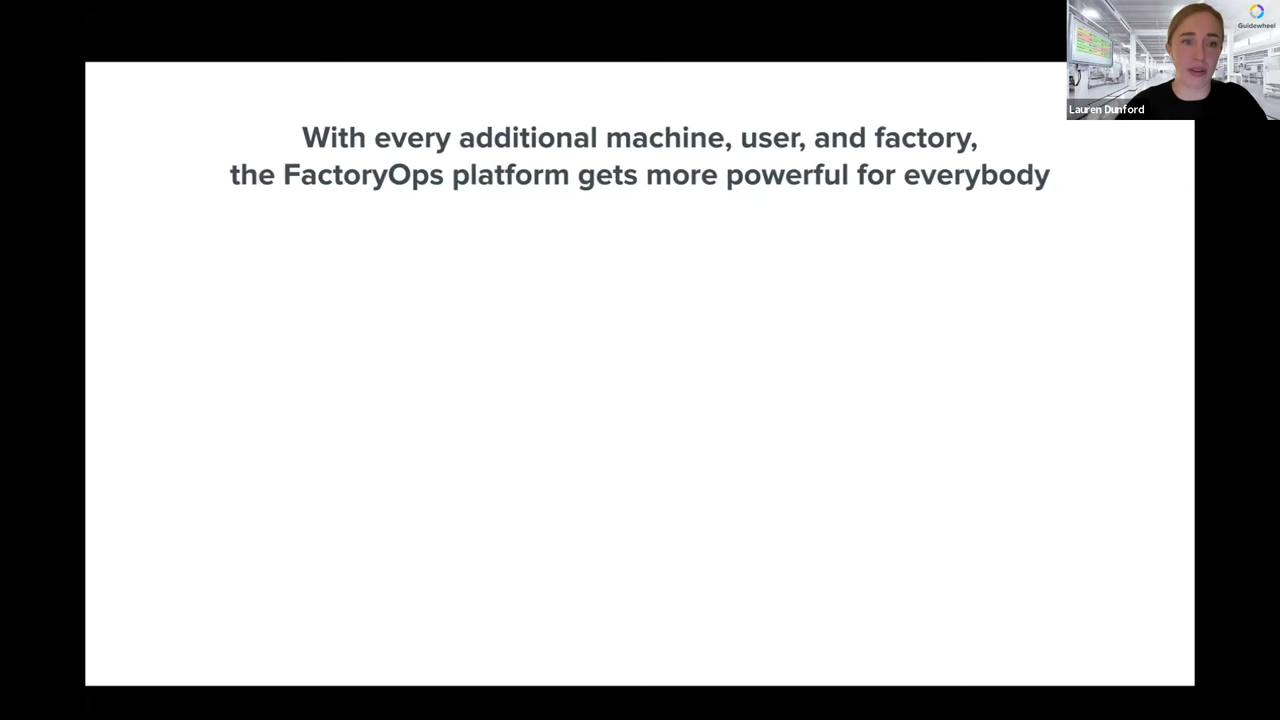 With every additional machine, user, and factory,
the FactoryOps platform gets more powerful for everybody
Guidewheel
Lauren Dunford